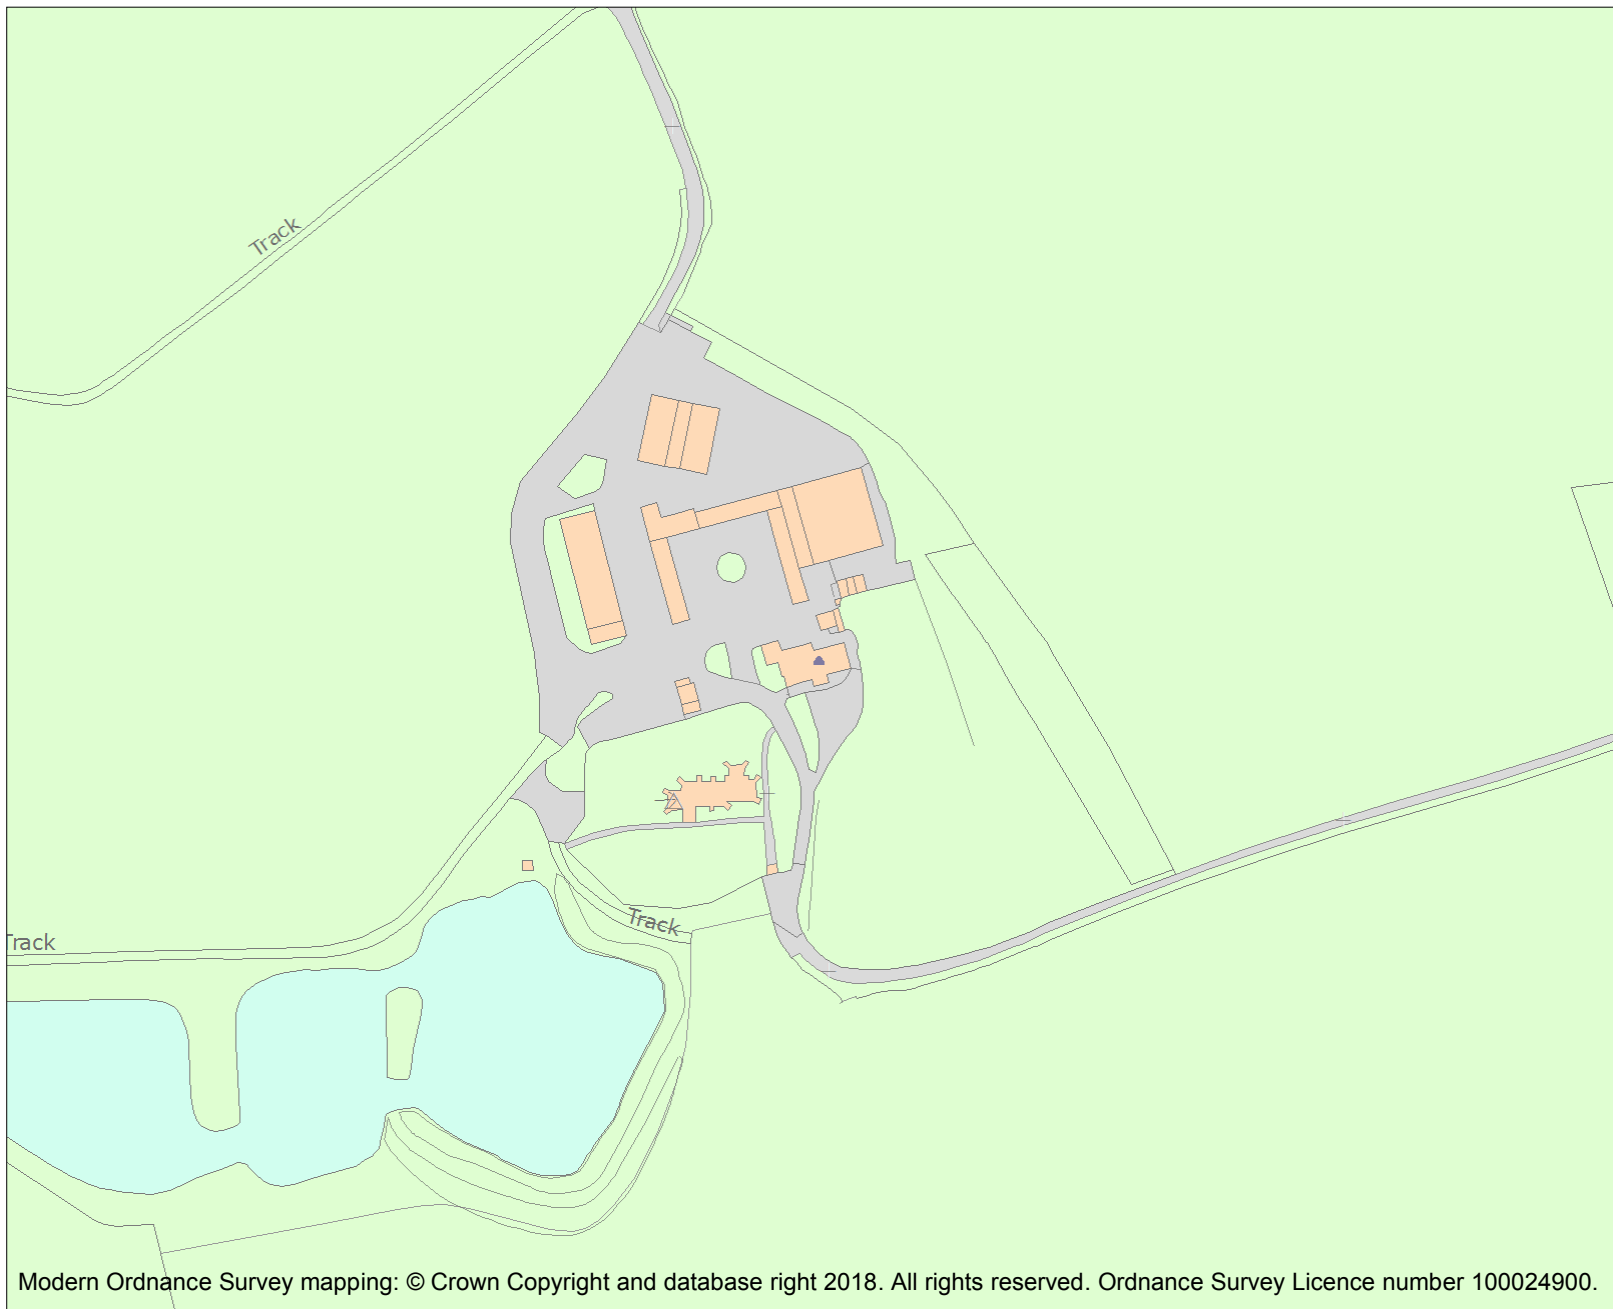 Track
Track
Track
Modern Ordnance Survey mapping: © Crown Copyright and database right 2018. All rights reserved. Ordnance Survey Licence number 100024900.